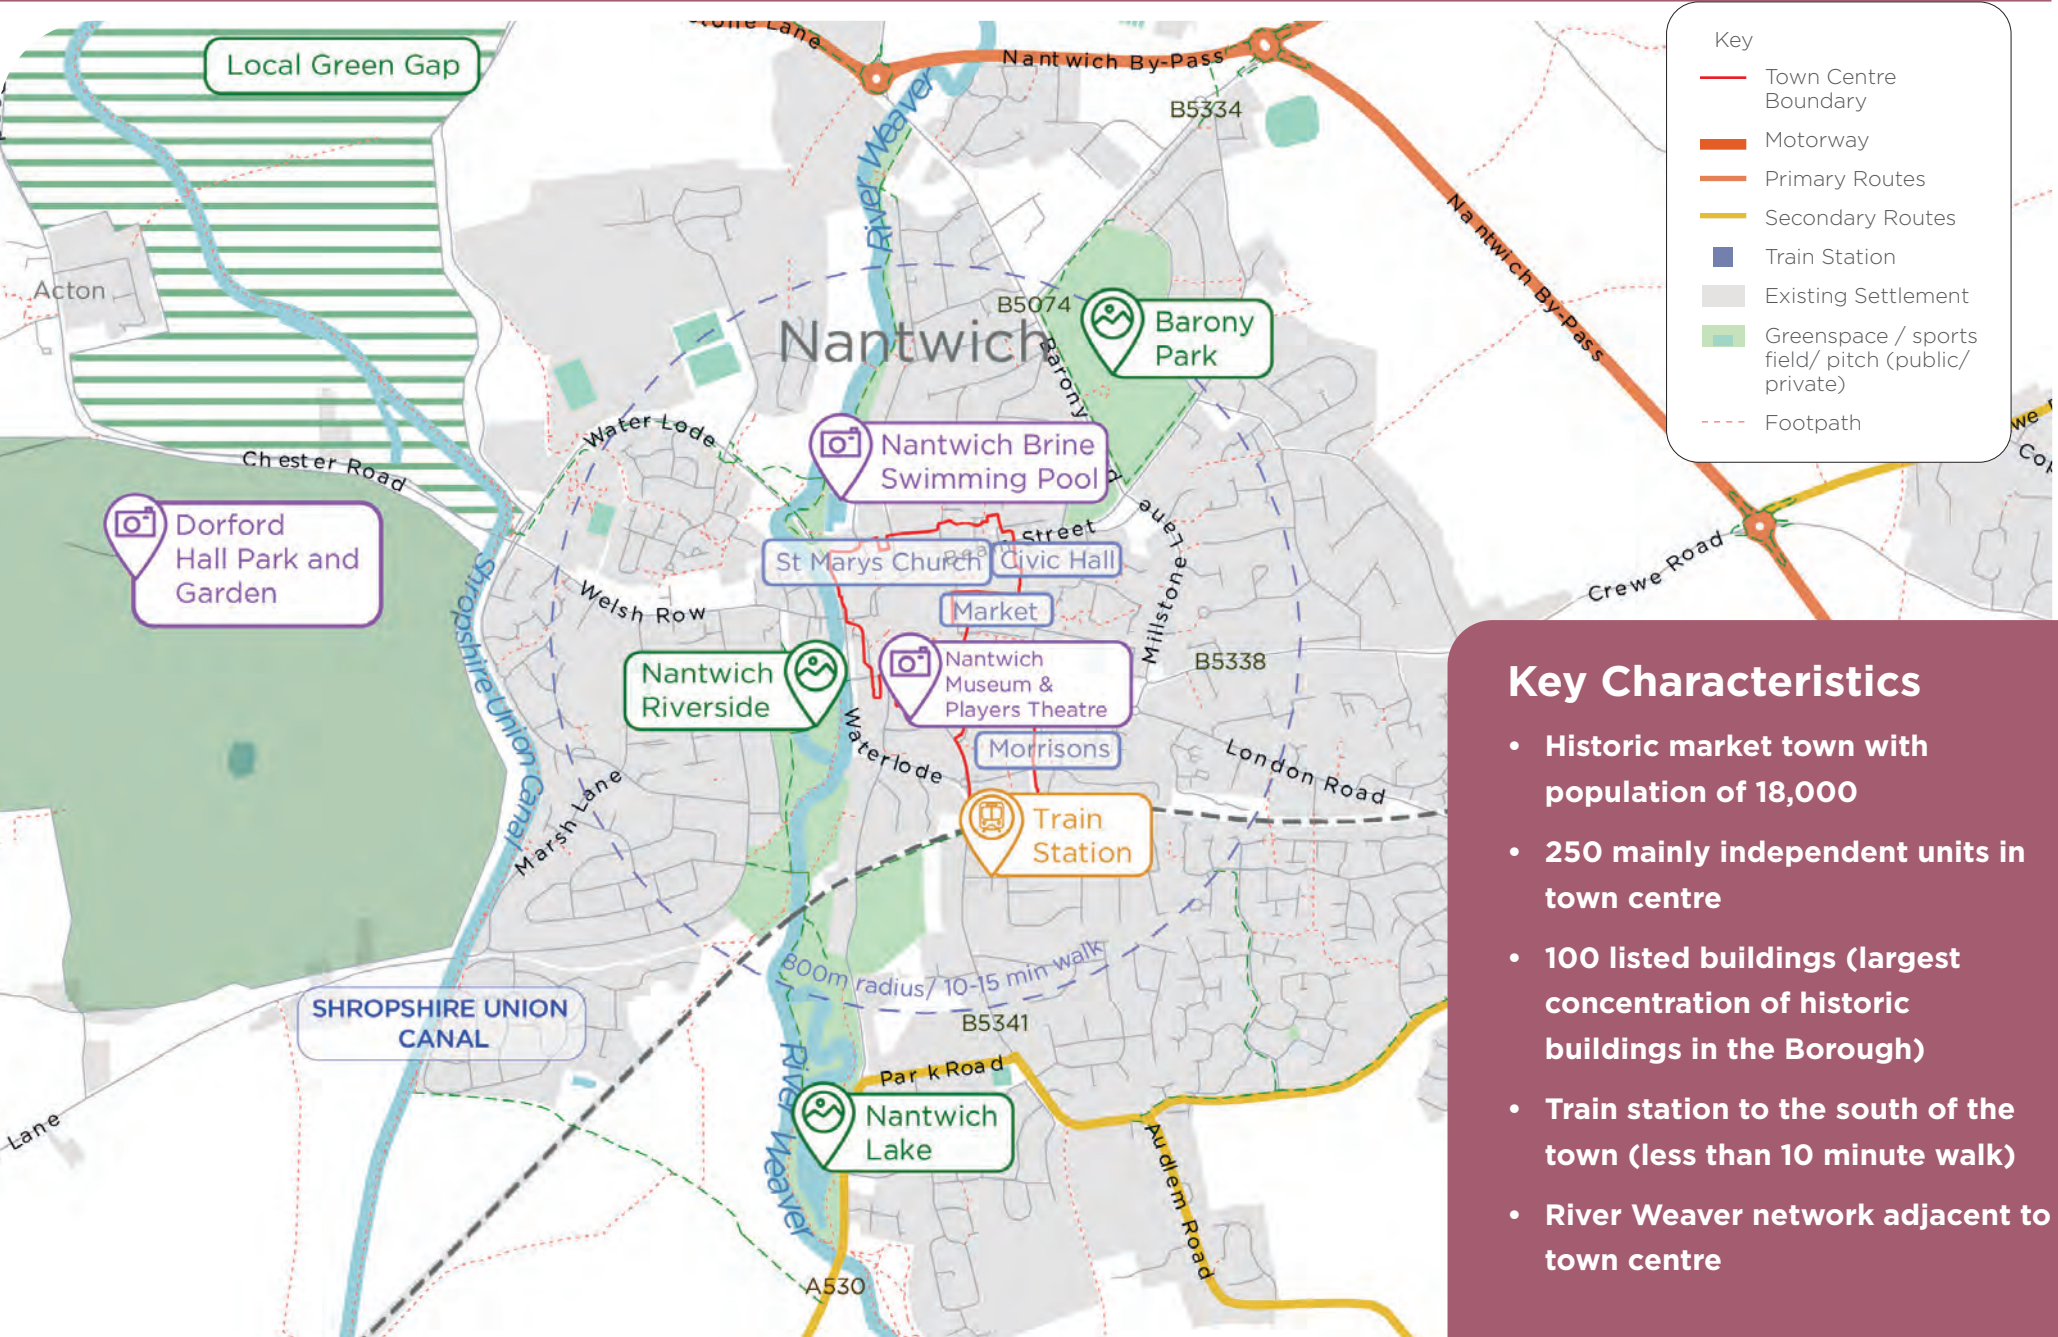 stone Lane
Nantwich By-Pass
Local Green Gap
River Weaver
B5334
Key
Town Centre
Boundary
Motorway
Primary Routes
Secondary Routes
Train Station
Existing Settlement
Greenspace / sports
field/ pitch (public/
private)
Footpath
Nantwich By-Pass
Acton
B5074
Nantwich
Barony
Park
Barony
Water Lode
Nantwich Brine
Swimming Pool
Chester Road
Dorford
Hall Park and
Garden
Street
Millstone Lane
St Marys Church
Civic Hall
Crewe Road
Welsh Row
Market
Shropshire Union Canal
Nantwich
Riverside
Nantwich
Museum &
Players Theatre
B5338
Waterlode
Morrisons
London Road
Marsh Lane
Train
Station
800m radius/ 10-15 min walk
SHROPSHIRE UNION
CANAL
B5341
Park Road
River Weaver
Nantwich
Lake
Lane
Audlem Road
A530
Key Characteristics
• Historic market town with
population of 18,000
• 250 mainly independent units in
town centre
• 100 listed buildings (largest
concentration of historic
buildings in the Borough)
• Train station to the south of the
town (less than 10 minute walk)
• River Weaver network adjacent to
town centre